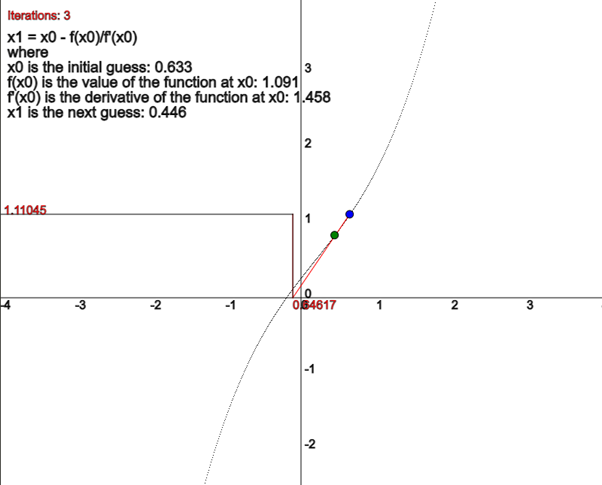 Iterations: 3
x1 = x0 - f(x0)/f'(x0)
where
x0 is the initial guess: 0.633
f(x0) is the value of the function at x0: 1.091
f'(x0) is the derivative of the function at x0: 1.458
x1 is the next guess: 0.446
3
2
1.11045
1
0
-4 -3 -2 -1 1 2 3
-1
-2